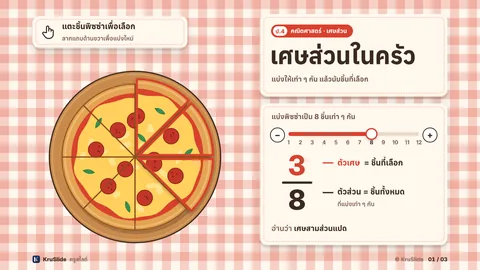 แตะชิ้นพิซซ่าเพื่อเลือก
ลากแถบด้านขวาเพื่อแบ่งใหม่
ป.4 คณิตศาสตร์ · เศษส่วน
เศษส่วนในครัว
แบ่งให้เท่า ๆ กัน แล้วนับชิ้นที่เลือก
แบ่งพิซซ่าเป็น 8 ชิ้นเท่า ๆ กัน
− +
1 2 3 4 5 6 7 8 9 10 11 12
3 — ตัวเศษ = ชิ้นที่เลือก
8 — ตัวส่วน = ชิ้นทั้งหมด
ที่แบ่งเท่า ๆ กัน
อ่านว่า เศษสามส่วนแปด
K KruSlide ครูสไลด์
© KruSlide 01 / 03